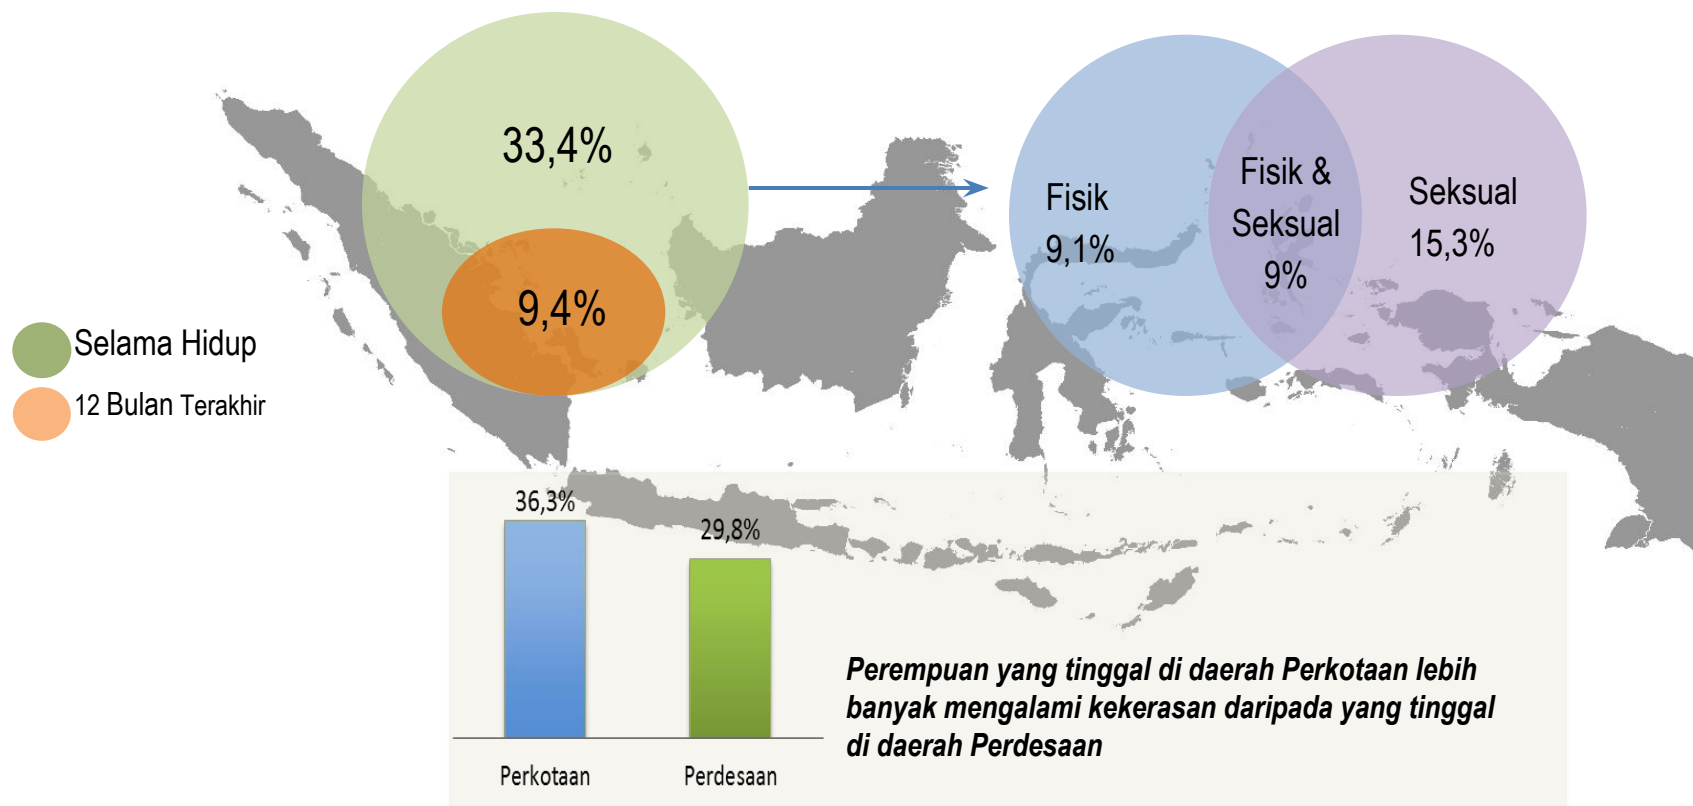 33,4%
9,4%
Selama Hidup
12 Bulan Terakhir
Fisik
9,1%
Fisik &
Seksual
9%
Seksual
15,3%
36,3%
29,8%
Perkotaan
Perdesaan
Perempuan yang tinggal di daerah Perkotaan lebih
banyak mengalami kekerasan daripada yang tinggal
di daerah Perdesaan